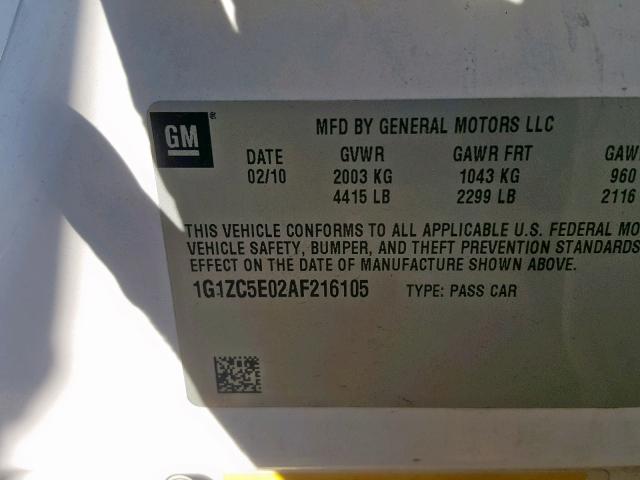 GM®
MFD BY GENERAL MOTORS LLC
DATE GVWR GAWR FRT GAW
02/10 2003 KG 1043 KG 960
4415 LB 2299 LB 2116
THIS VEHICLE CONFORMS TO ALL APPLICABLE U.S. FEDERAL MO
VEHICLE SAFETY, BUMPER, AND THEFT PREVENTION STANDARDS
EFFECT ON THE DATE OF MANUFACTURE SHOWN ABOVE.
1G1ZC5E02AF216105 TYPE: PASS CAR